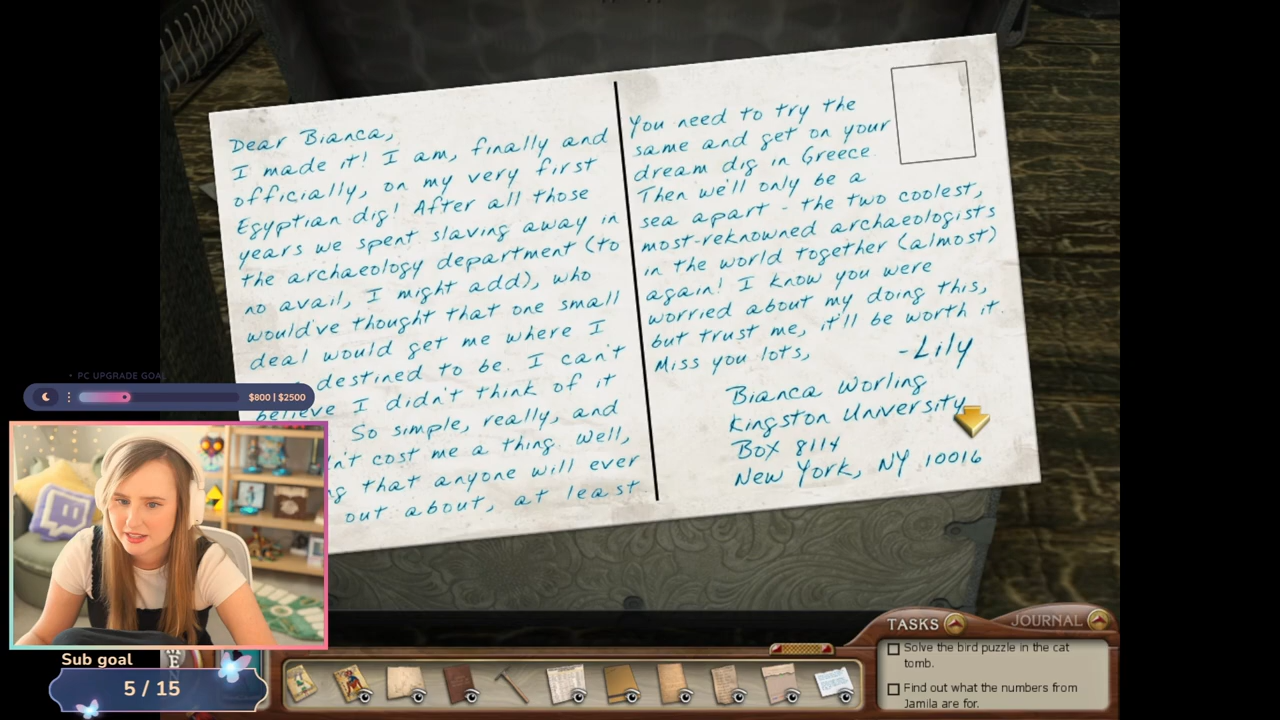 Dear Bianca,
I made it! I am, finally and
officially, on my very first
Egyptian dig! After all those
years we spent slaving away in
the archaeology department (to
no avail, I might add), who
would've thought that one small
deal would get me where I
destined to be. I can't
believe I didn't think of it
So simple, really, and
n't cost me a thing. Well,
that anyone will ever
out about, at least
You need to try the
same and get on your
dream dig in Greece.
Then we'll only be a
sea apart - the two coolest,
most-reknowned archaeologists
in the world together (almost)
again! I know you were
worried about my doing this,
but trust me, it'll be worth it.
Miss you lots,
-Lily
Bianca Worling
Kingston University
Box 8114
New York, NY 10016
• PC UPGRADE GOAL
$800 | $2500
Sub goal
5 / 15
TASKS
JOURNAL
Solve the bird puzzle in the cat
tomb.
Find out what the numbers from
Jamila are for.